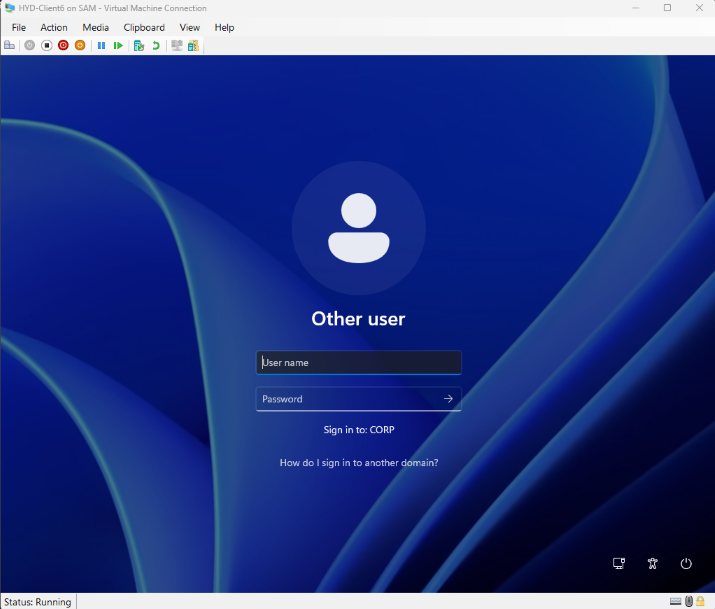 HYD-Client6 on SAM - Virtual Machine Connection
File Action Media Clipboard View Help
Other user
User name
Password
Sign in to: CORP
How do I sign in to another domain?
Status: Running